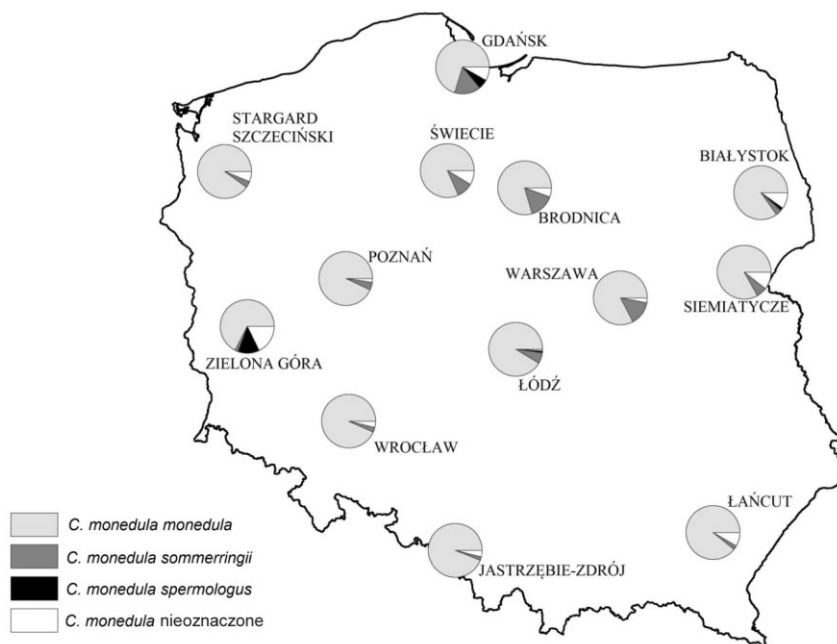 GDAŃSK
STARGARD
SZCZECIŃSKI
ŚWIECIE
BIAŁYSTOK
BRODNICA
POZNAŃ
WARSZAWA
SIEMIATYCZE
ZIELONA GÓRA
ŁÓDŹ
WROCŁAW
ŁAŃCUT
JASTRZĘBIE-ZDRÓJ
C. monedula monedula
C. monedula sommerringii
C. monedula spermologus
C. monedula nieoznaczone